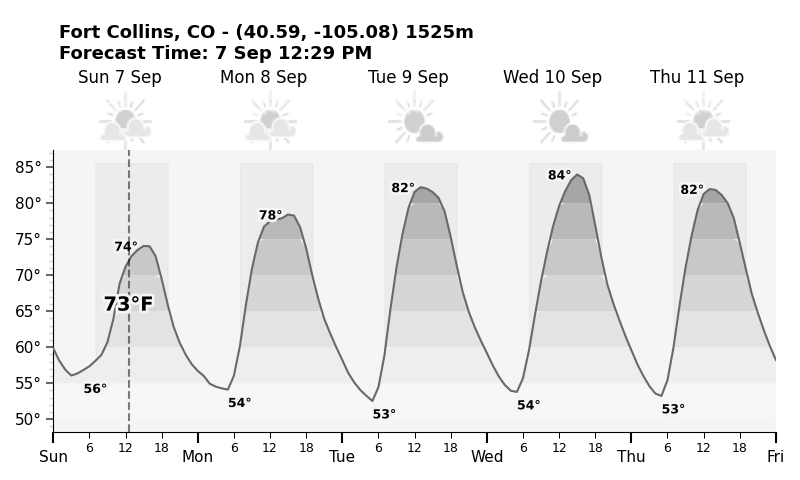 Fort Collins, CO - (40.59, -105.08) 1525m
Forecast Time: 7 Sep 12:29 PM
Sun 7 Sep Mon 8 Sep Tue 9 Sep Wed 10 Sep Thu 11 Sep
85°
80°
75°
70°
65°
60°
55°
50°
74° 78° 82° 84° 82°
73°F
56° 54° 53° 54° 53°
6 12 18 6 12 18 6 12 18 6 12 18 6 12 18
Sun Mon Tue Wed Thu Fri